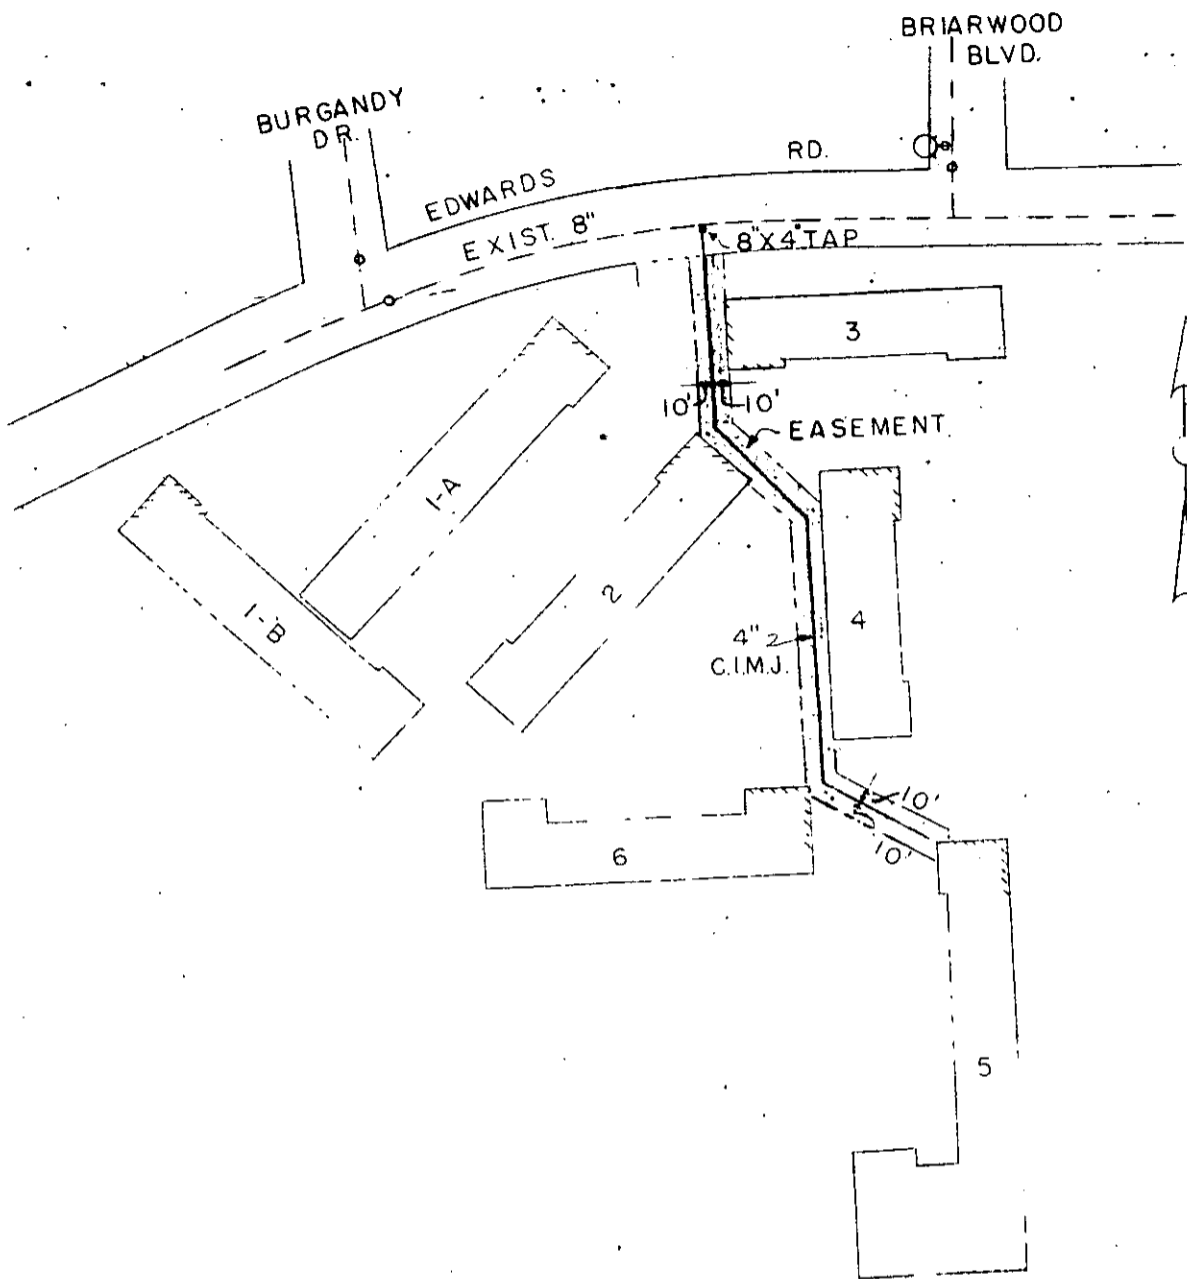 BRIARWOOD
BLVD.
BURGANDY
DR.
EDWARDS RD.
EXIST. 8"
8"X4" TAP
3
10' 10'
EASEMENT
1-A
1-B
2
4
4"
C.I.M.J.
10'
10'
6
5